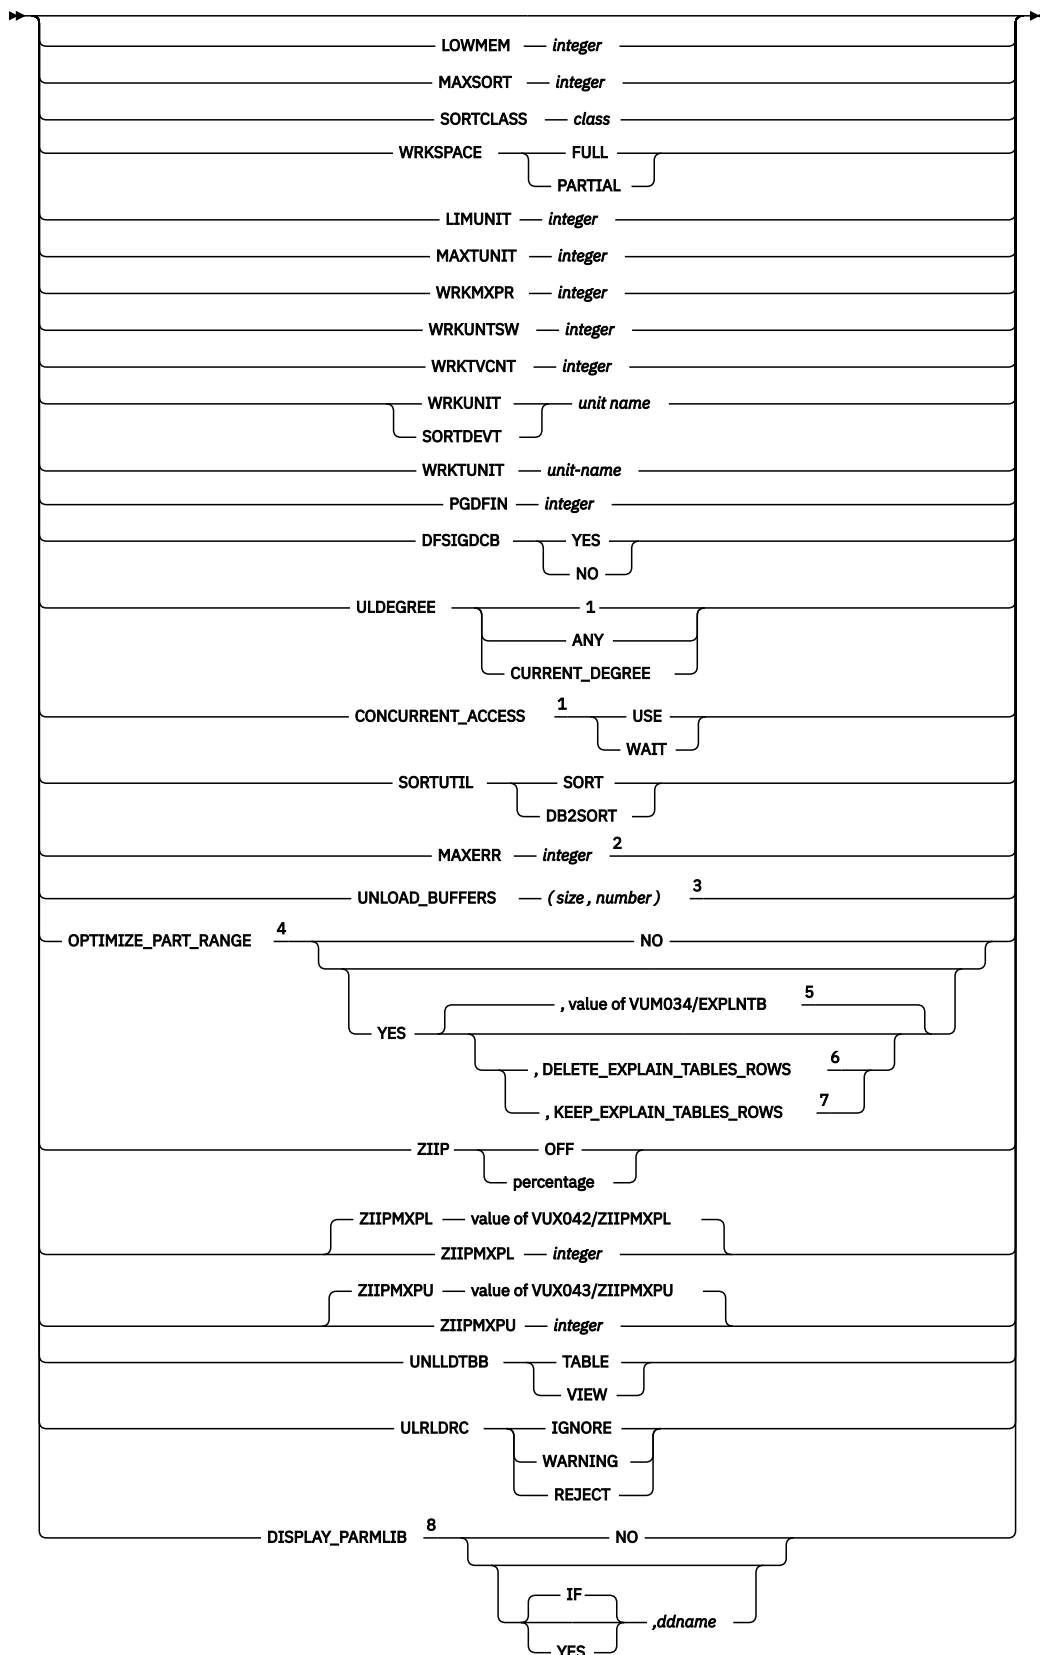 LOWMEM integer
MAXSORT integer
SORTCLASS class
WRKSPACE FULL
PARTIAL
LIMUNIT integer
MAXTUNIT integer
WRKMXPR integer
WRKUNTSW integer
WRKTVCNT integer
WRKUNIT unit name
SORTDEVT
WRKTUNIT unit-name
PGDFIN integer
DFSIGDCB YES
NO
ULDEGREE 1
ANY
CURRENT_DEGREE
CONCURRENT_ACCESS 1 USE
WAIT
SORTUTIL SORT
DB2SORT
MAXERR integer 2
UNLOAD_BUFFERS ( size , number ) 3
OPTIMIZE_PART_RANGE 4 NO
, value of VUM034/EXPLNTB 5
YES
, DELETE_EXPLAIN_TABLES_ROWS 6
, KEEP_EXPLAIN_TABLES_ROWS 7
ZIIP OFF
percentage
ZIIPMXPL value of VUX042/ZIIPMXPL
ZIIPMXPL integer
ZIIPMXPU value of VUX043/ZIIPMXPU
ZIIPMXPU integer
UNLLDTBB TABLE
VIEW
ULRLDRC IGNORE
WARNING
REJECT
DISPLAY_PARMLIB 8 NO
IF
,ddname
YES